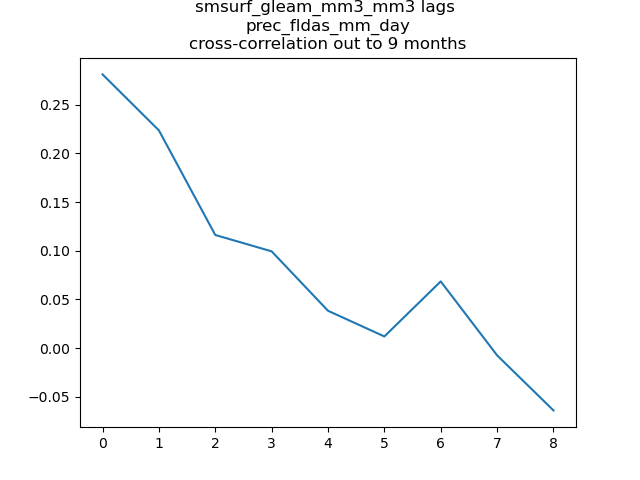 smsurf_gleam_mm3_mm3 lags
prec_fldas_mm_day
cross-correlation out to 9 months
0.25
0.20
0.15
0.10
0.05
0.00
−0.05
0 1 2 3 4 5 6 7 8